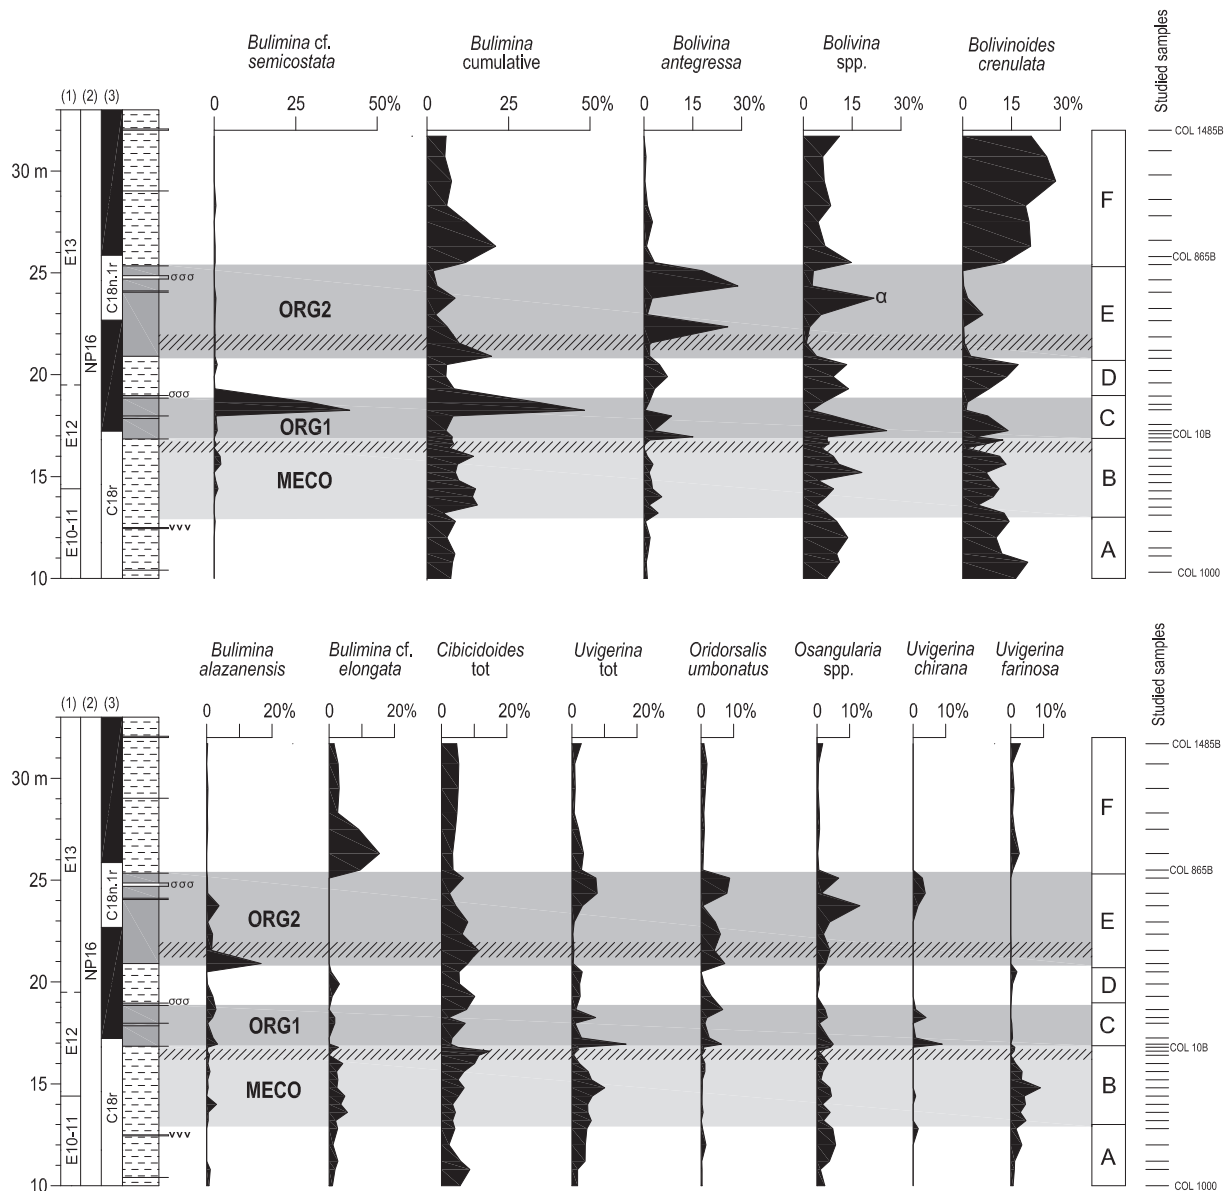 Bulimina cf.
semicostata
Bulimina
cumulative
Bolivina
antegressa
Bolivina
spp.
Bolivinoides
crenulata
Studied samples
(1) (2) (3)
0 25 50%
0 25 50%
0 15 30%
0 15 30%
0 15 30%
COL 1485B
30 m
F
E13
COL 865B
25
C18n.1r
σσσ
ORG2
α
E
NP16
20
D
σσσ
ORG1
C
E12
COL 10B
15
MECO
B
C18r
E10-11
vvv
A
10
COL 1000
Bulimina
alazanensis
Bulimina cf.
elongata
Cibicidoides
tot
Uvigerina
tot
Oridorsalis
umbonatus
Osangularia
spp.
Uvigerina
chirana
Uvigerina
farinosa
Studied samples
(1) (2) (3)
0 20%
0 20%
0 20%
0 20%
0 10%
0 10%
0 10%
0 10%
COL 1485B
30 m
F
E13
COL 865B
25
C18n.1r
σσσ
ORG2
E
NP16
20
D
σσσ
ORG1
C
E12
COL 10B
15
MECO
B
C18r
E10-11
vvv
A
10
COL 1000